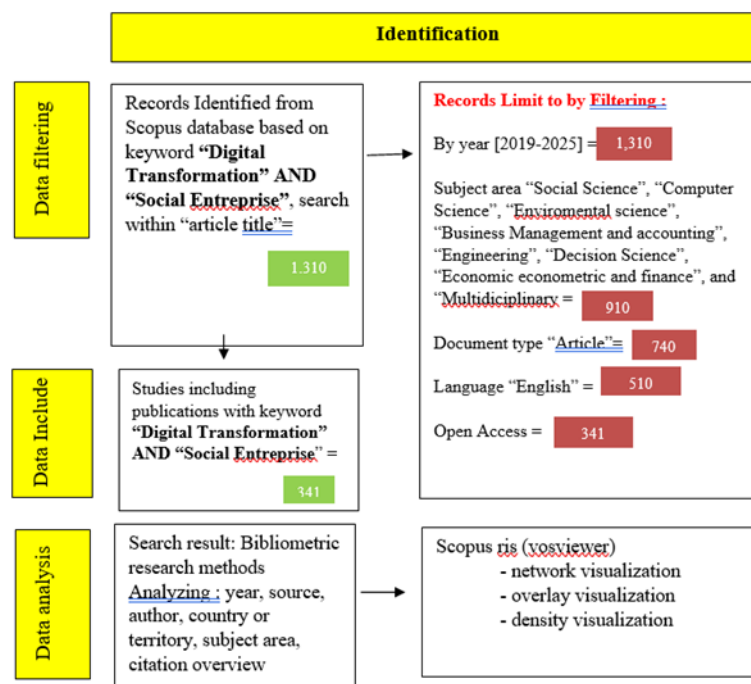 Identification
Data filtering
Records Identified from
Scopus database based on
keyword “Digital
Transformation” AND
“Social Entreprise”, search
within “article title”=
1.310
Records Limit to by Filtering :
By year [2019-2025] = 1,310
Subject area “Social Science”, “Computer
Science”, “Enviromental science”,
“Business Management and accounting”,
“Engineering”, “Decision Science”,
“Economic econometric and finance”, and
“Multidiciplinary = 910
Document type “Article”= 740
Language “English” = 510
Open Access = 341
Data Include
Studies including
publications with keyword
“Digital Transformation”
AND “Social Entreprise” =
341
Data analysis
Search result: Bibliometric
research methods
Analyzing : year, source,
author, country or
territory, subject area,
citation overview
Scopus ris (vosviewer)
- network visualization
- overlay visualization
- density visualization